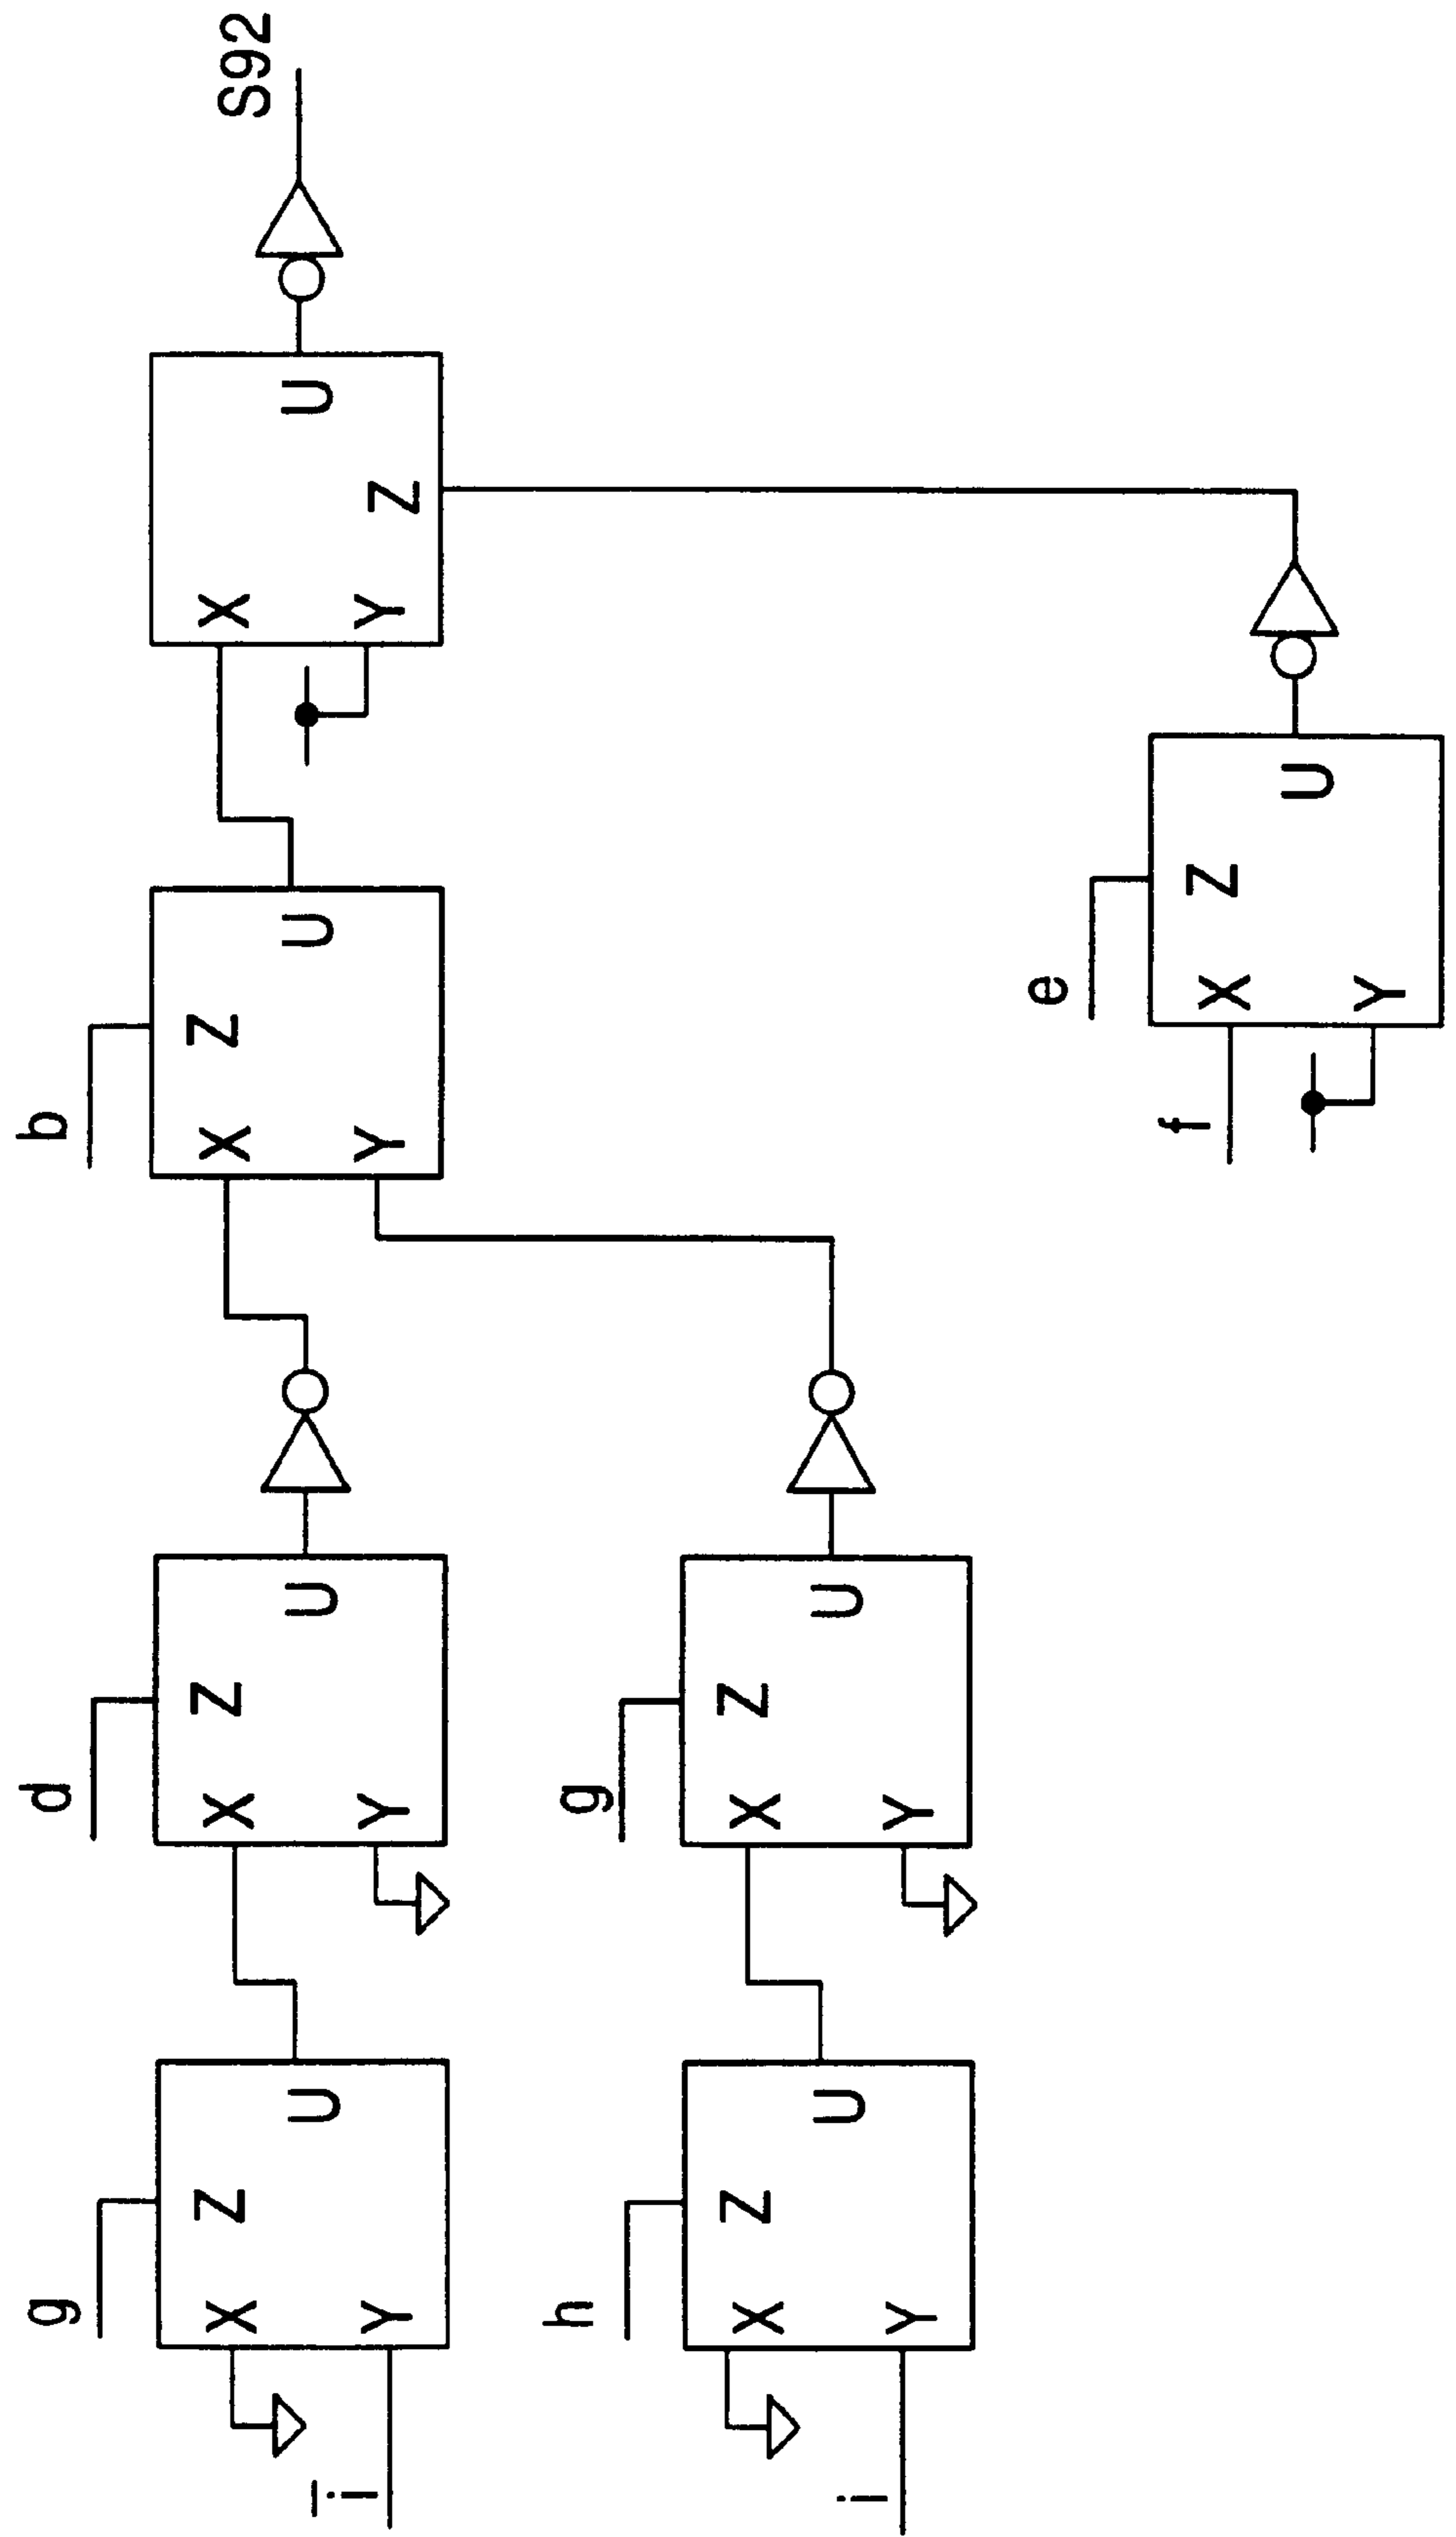 g d b
X Z X Z X Z X S92
U U U U
i̅ Y Y Y Y Z
h g
X Z X Z
U U
i Y Y
e
f X Z
U
Y